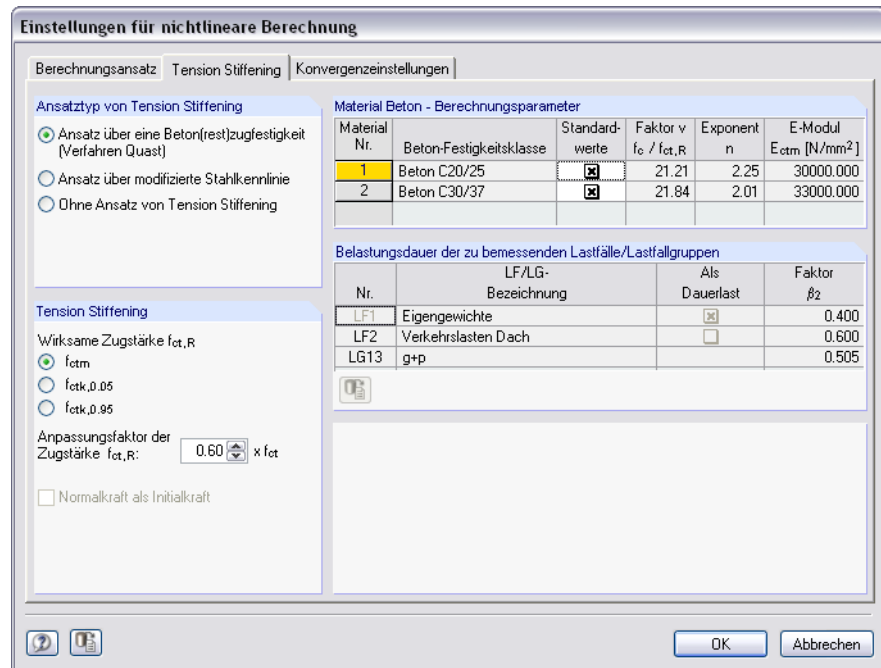 Einstellungen für nichtlineare Berechnung
Berechnungsansatz Tension Stiffening Konvergenzeinstellungen
Ansatztyp von Tension Stiffening
Ansatz über eine Beton(rest)zugfestigkeit
(Verfahren Quast)
Ansatz über modifizierte Stahlkennlinie
Ohne Ansatz von Tension Stiffening
Tension Stiffening
Wirksame Zugstärke fct,R
fctm
fctk,0.05
fctk,0.95
Anpassungsfaktor der
Zugstärke fct,R: 0.60 x fct
Normalkraft als Initialkraft
Material Beton - Berechnungsparameter
Material Standard- Faktor v Exponent E-Modul
Nr. Beton-Festigkeitsklasse werte fc / fct,R n Ectm [N/mm²]
1 Beton C20/25 21.21 2.25 30000.000
2 Beton C30/37 21.84 2.01 33000.000
Belastungsdauer der zu bemessenden Lastfälle/Lastfallgruppen
LF/LG- Als Faktor
Nr. Bezeichnung Dauerlast β2
LF1 Eigengewichte 0.400
LF2 Verkehrslasten Dach 0.600
LG13 g+p 0.505
OK Abbrechen